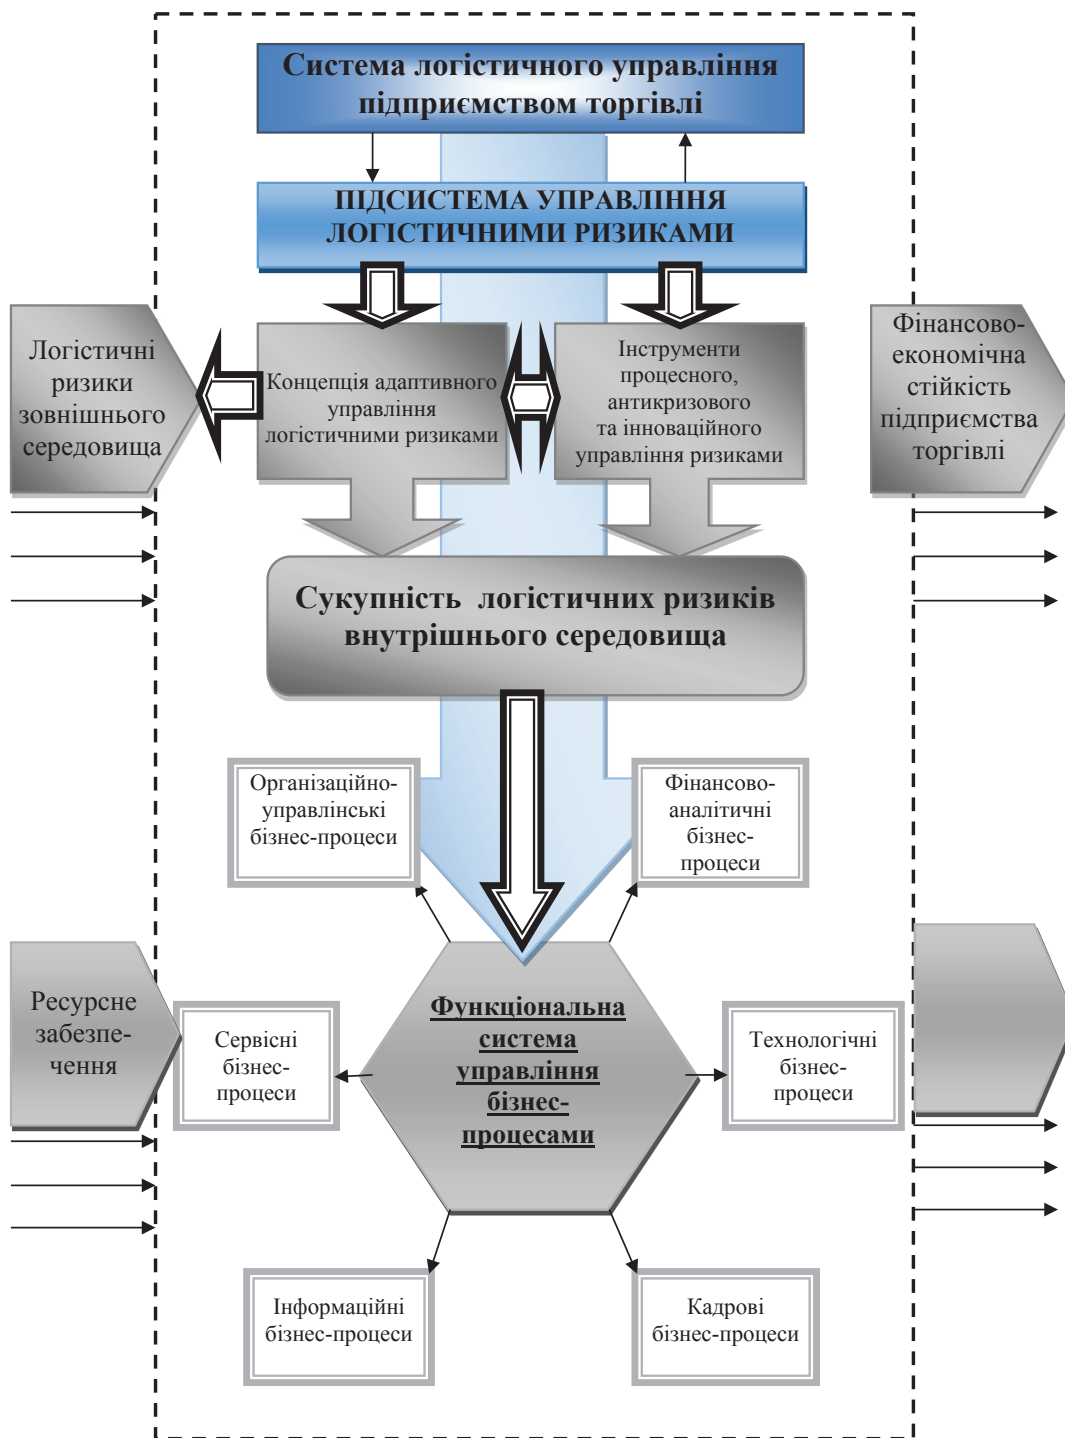 Система логістичного управління
підприємством торгівлі
ПІДСИСТЕМА УПРАВЛІННЯ
ЛОГІСТИЧНИМИ РИЗИКАМИ
Логістичні
ризики
зовнішнього
середовища
Концепція адаптивного
управління
логістичними ризиками
Інструменти
процесного,
антикризового
та інноваційного
управління ризиками
Фінансово-
економічна
стійкість
підприємства
торгівлі
Сукупність логістичних ризиків
внутрішнього середовища
Організаційно-
управлінські
бізнес-процеси
Фінансово-
аналітичні
бізнес-
процеси
Ресурсне
забезпе-
чення
Сервісні
бізнес-
процеси
Функціональна
система
управління
бізнес-
процесами
Технологічні
бізнес-
процеси
Інформаційні
бізнес-процеси
Кадрові
бізнес-процеси